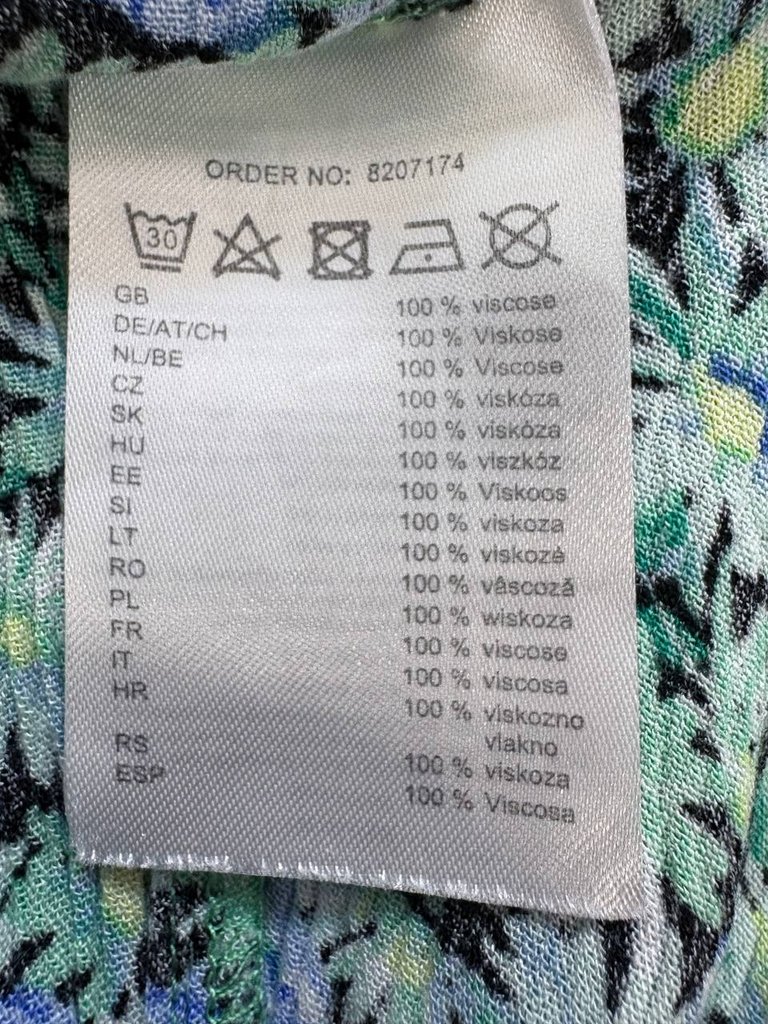 ORDER NO: 8207174
30
GB 100 % viscose
DE/AT/CH 100 % Viskose
NL/BE 100 % Viscose
CZ 100 % viskóza
SK 100 % viskóza
HU 100 % viszkóz
EE 100 % Viskoos
SI 100 % viskoza
LT 100 % viskozė
RO 100 % vâscoză
PL 100 % wiskoza
FR 100 % viscose
IT 100 % viscosa
HR 100 % viskozno
vlakno
RS 100 % viskoza
ESP 100 % Viscosa